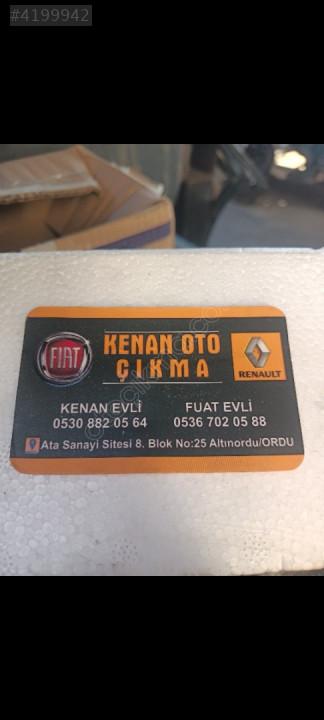 #4199942
FIAT
KENAN OTO
ÇIKMA
RENAULT
KENAN EVLİ
0530 882 05 64
FUAT EVLİ
0536 702 05 88
Ata Sanayi Sitesi 8. Blok No:25 Altınordu/ORDU